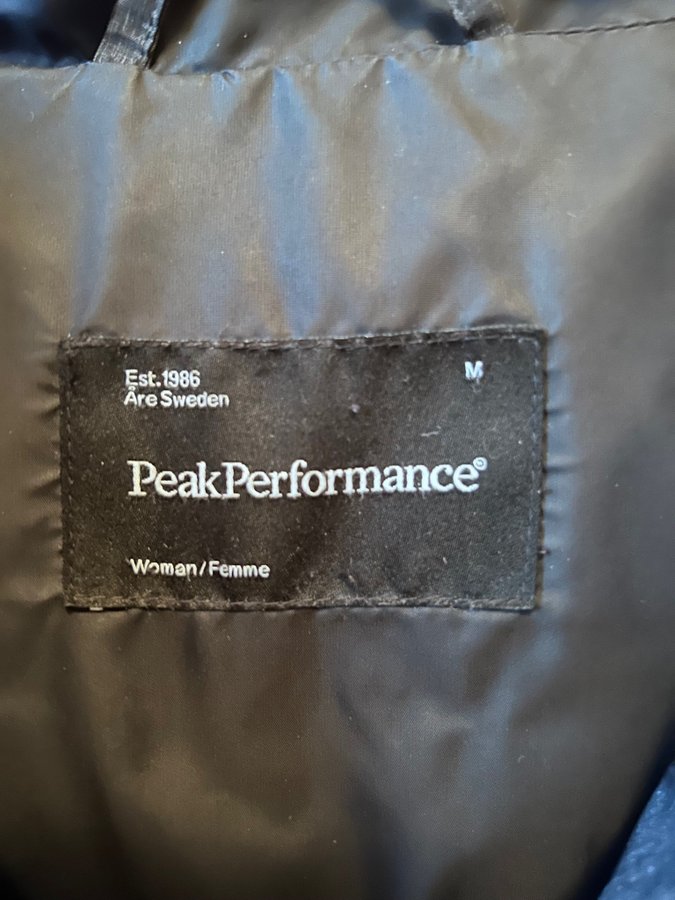 Est.1986
Åre Sweden
M
PeakPerformance®
Woman/Femme